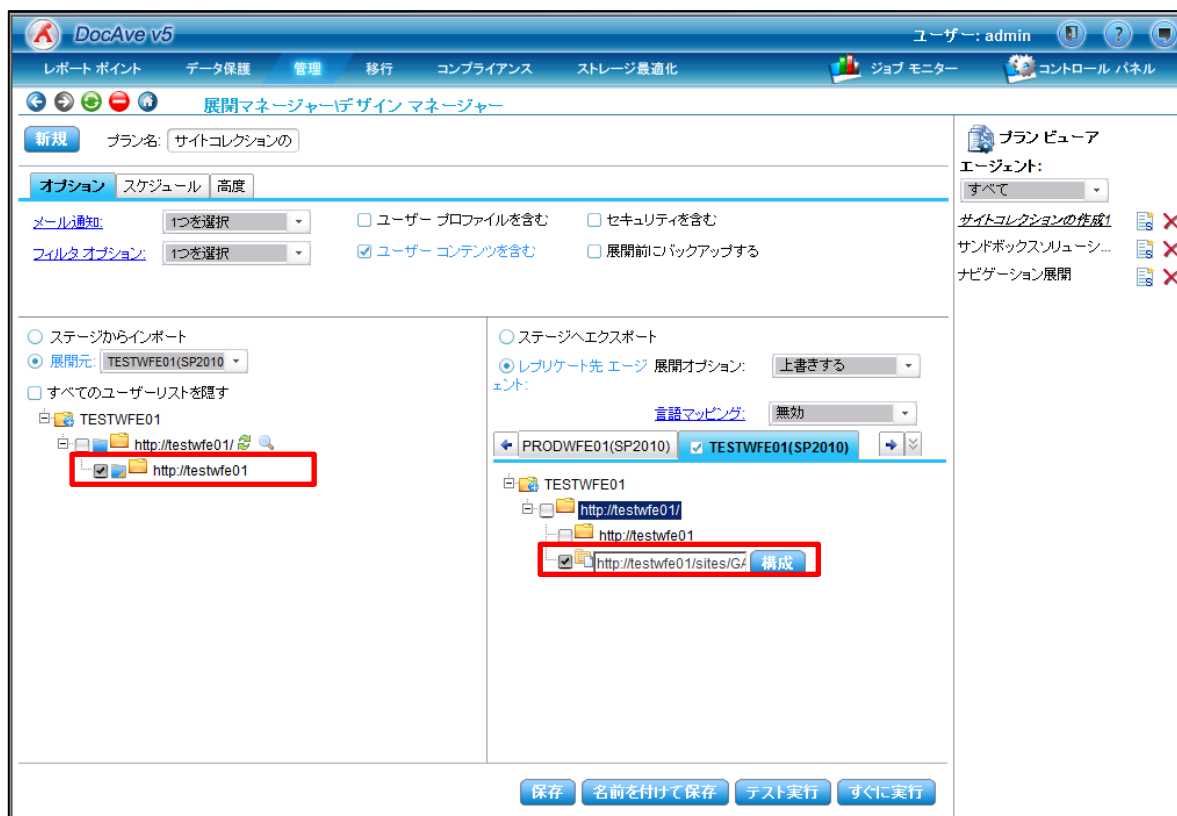 DocAve v5 ユーザー: admin
レポート ポイント データ保護 管理 移行 コンプライアンス ストレージ最適化 ジョブ モニター コントロール パネル
展開マネージャー\デザイン マネージャー
新規 プラン名: サイトコレクションの
オプション スケジュール 高度
メール通知: 1つを選択 ユーザー プロファイルを含む セキュリティを含む
フィルタ オプション: 1つを選択 ユーザー コンテンツを含む 展開前にバックアップする
プラン ビューア
エージェント:
すべて
サイトコレクションの作成1
サンドボックスソリューシ...
ナビゲーション展開
ステージからインポート
展開元: TESTWFE01(SP2010
すべてのユーザーリストを隠す
TESTWFE01
http://testwfe01/
http://testwfe01
ステージへエクスポート
レプリケート先 エージェント: 展開オプション: 上書きする
言語マッピング: 無効
PRODWFE01(SP2010) TESTWFE01(SP2010)
TESTWFE01
http://testwfe01/
http://testwfe01
http://testwfe01/sites/GA 構成
保存 名前を付けて保存 テスト実行 すぐに実行